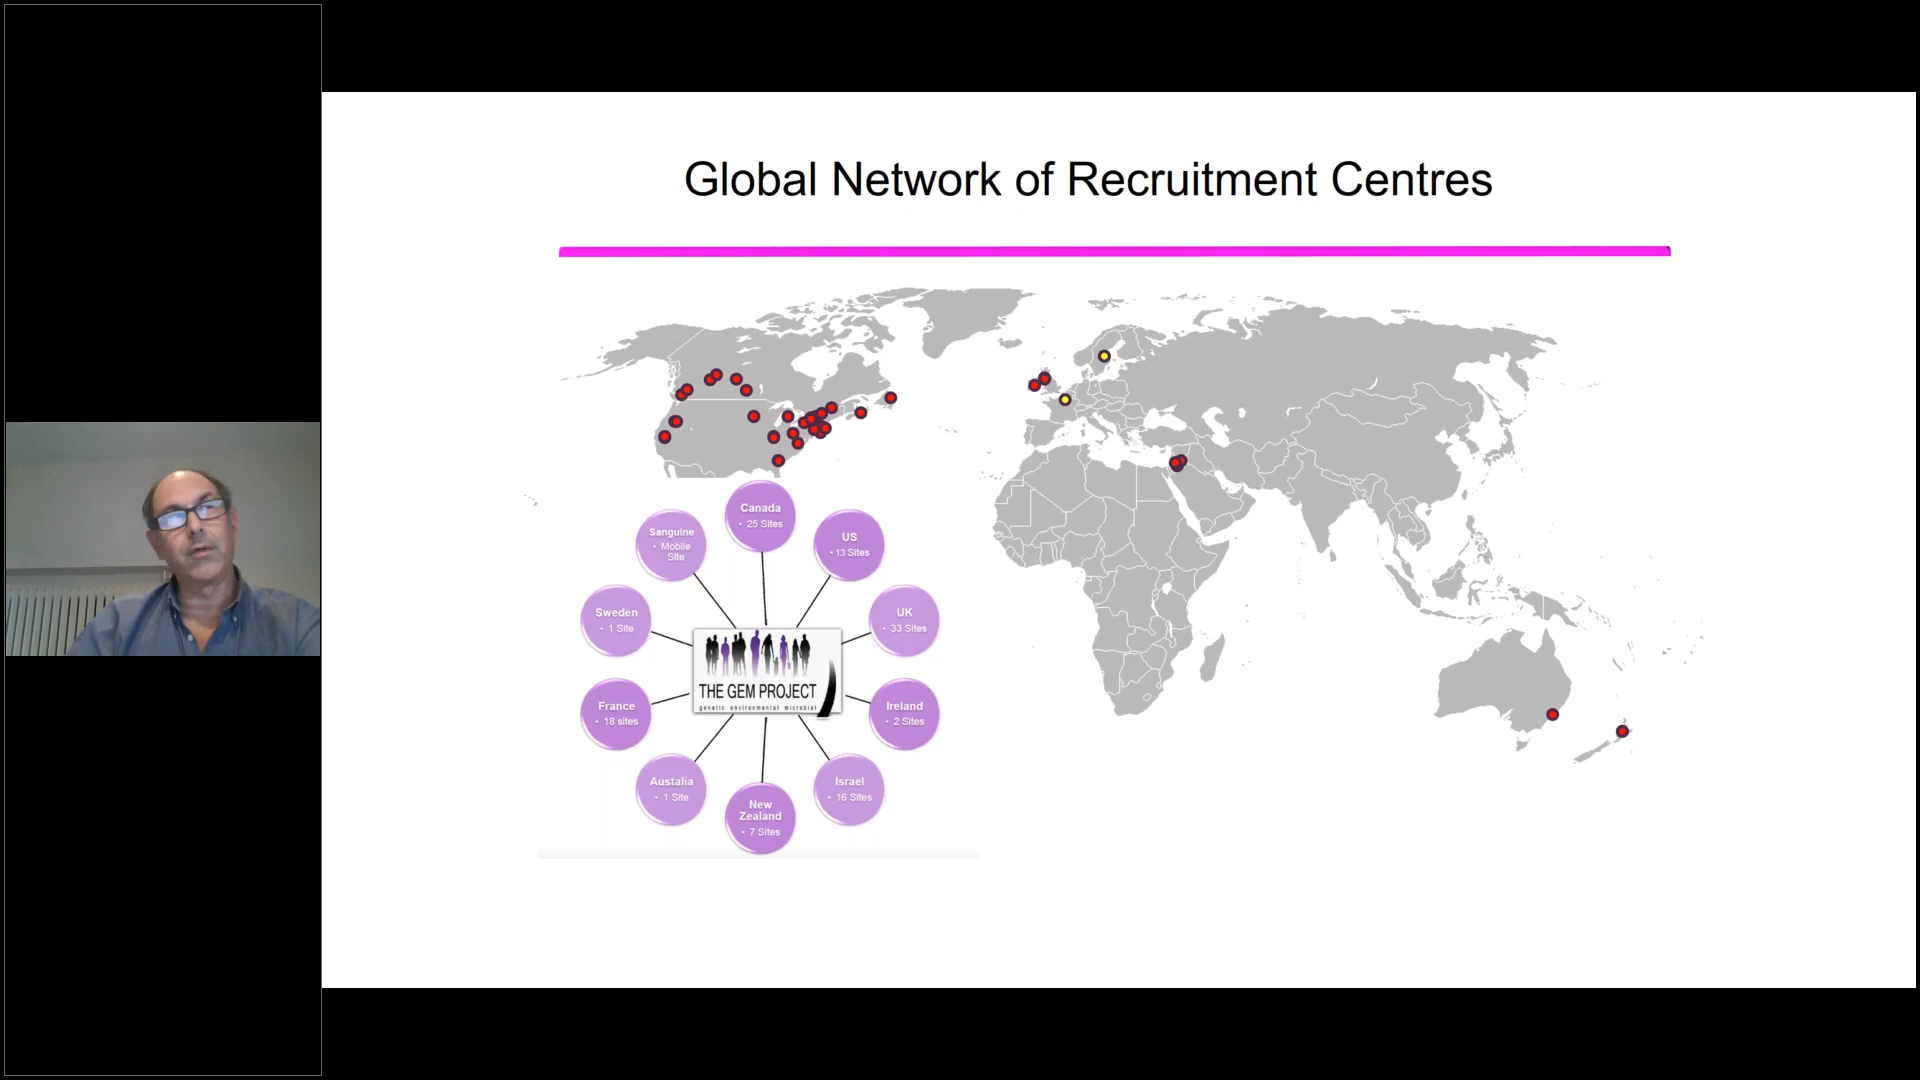 Global Network of Recruitment Centres
Canada
• 25 Sites
US
• 13 Sites
UK
• 33 Sites
Ireland
• 2 Sites
Israel
• 16 Sites
New
Zealand
• 7 Sites
Austalia
• 1 Site
France
• 18 sites
Sweden
• 1 Site
Sanguine
• Mobile
Site
THE GEM PROJECT
genetic environmental microbial